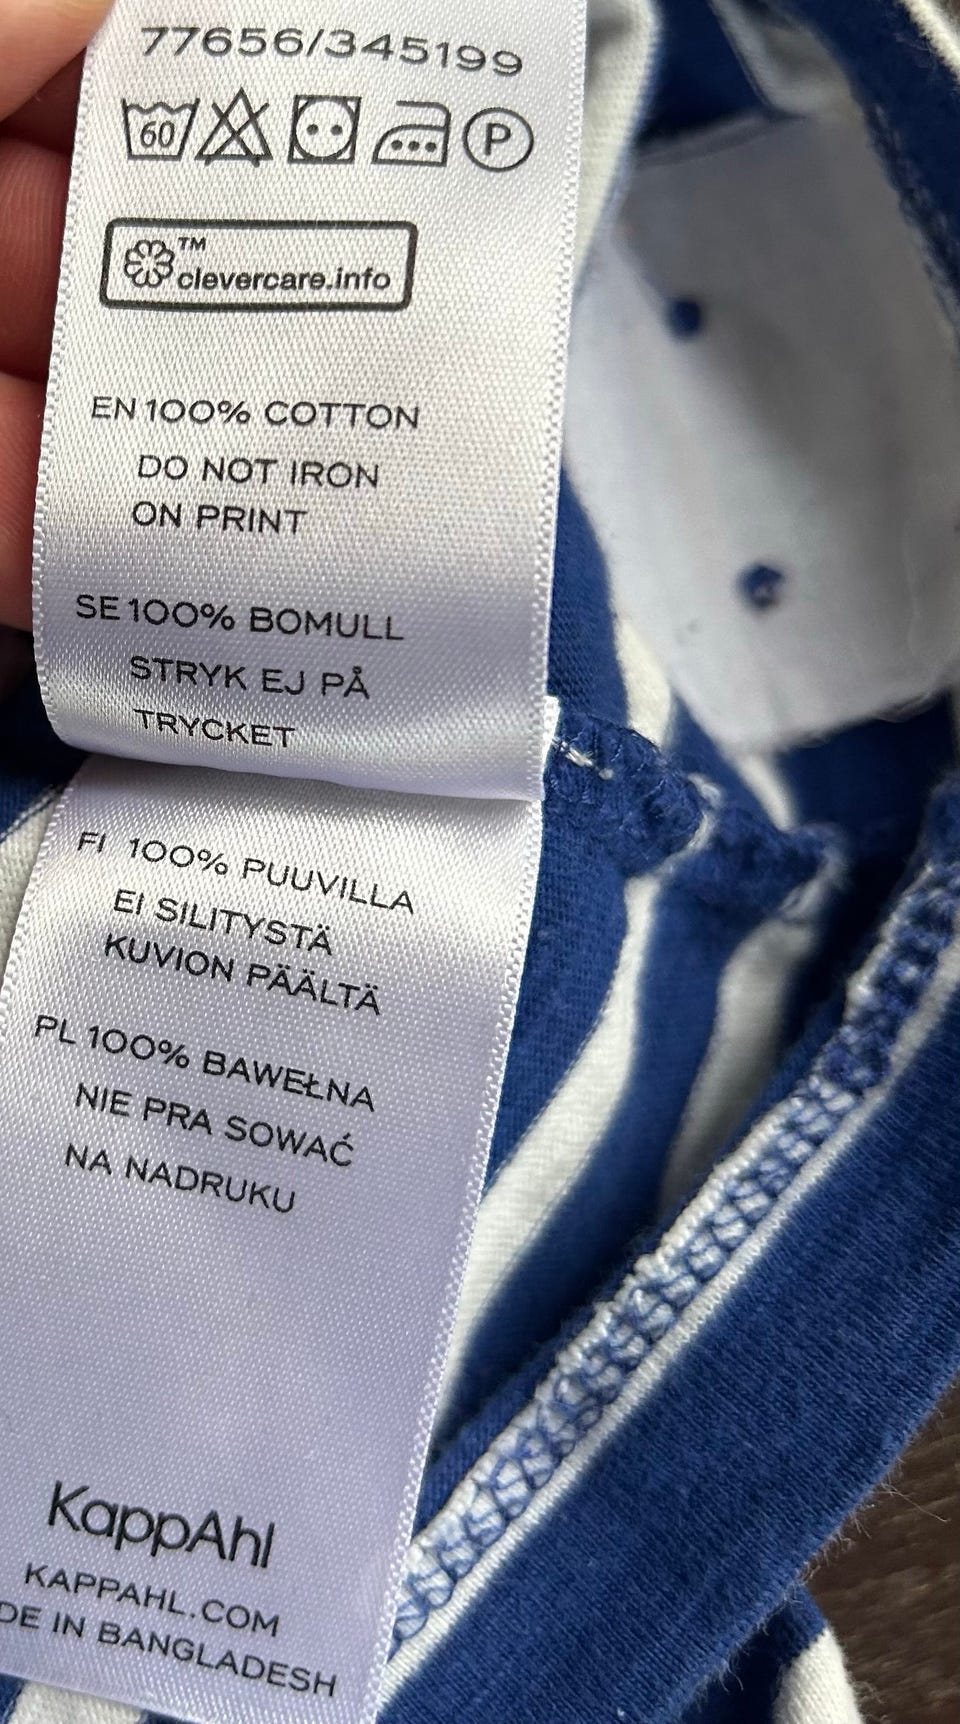 77656/345199
60
P
TM
clevercare.info
EN 100% COTTON
DO NOT IRON
ON PRINT
SE 100% BOMULL
STRYK EJ PÅ
TRYCKET
FI 100% PUUVILLA
EI SILITYSTÄ
KUVION PÄÄLTÄ
PL 100% BAWEŁNA
NIE PRA SOWAĆ
NA NADRUKU
KappAhl
KAPPAHL.COM
DE IN BANGLADESH